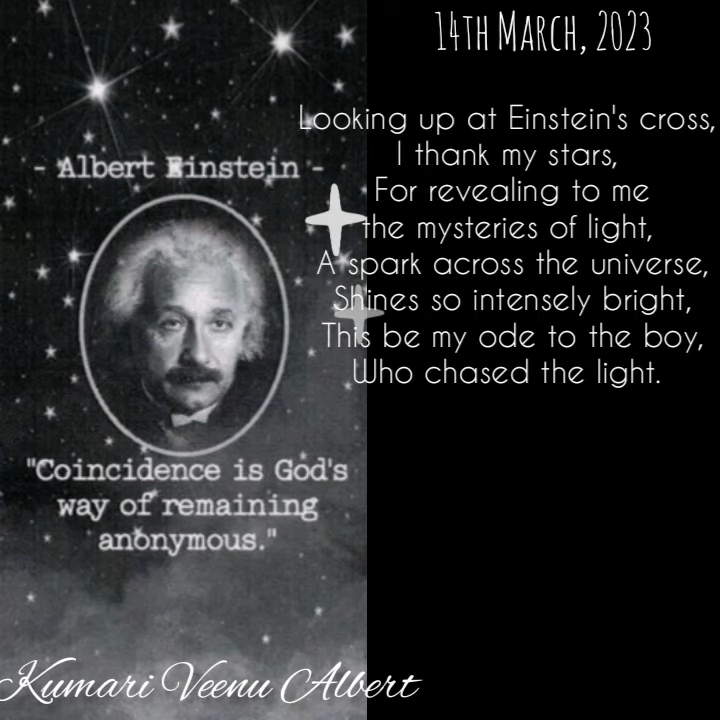 14th March, 2023
Looking up at Einstein's cross,
I thank my stars,
For revealing to me
the mysteries of light,
A spark across the universe,
Shines so intensely bright,
This be my ode to the boy,
Who chased the light.
- Albert Einstein -
"Coincidence is God's
way of remaining
anonymous."
Kumari Veenu Albert